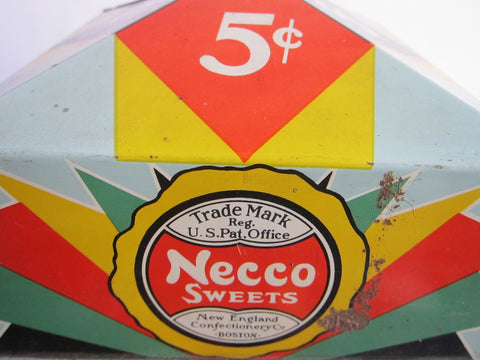 5¢
Trade Mark
Reg.
U.S.Pat.Office
Necco
SWEETS
New England
Confectionery Co
·BOSTON·